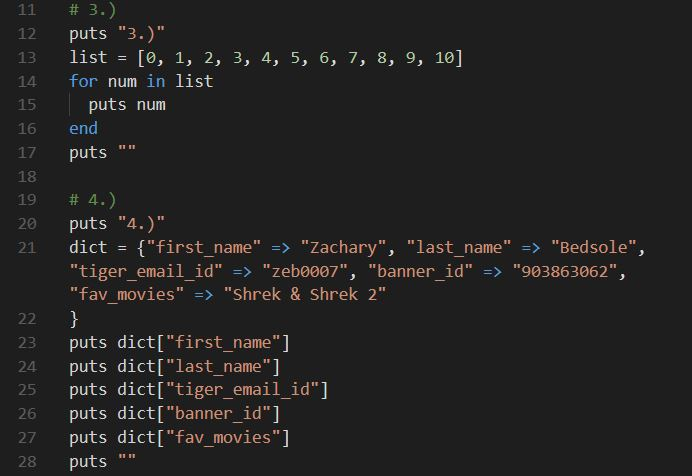 11 # 3.)
12 puts "3.)"
13 list = [0, 1, 2, 3, 4, 5, 6, 7, 8, 9, 10]
14 for num in list
15   puts num
16 end
17 puts ""
18
19 # 4.)
20 puts "4.)"
21 dict = {"first_name" => "Zachary", "last_name" => "Bedsole",
"tiger_email_id" => "zeb0007", "banner_id" => "903863062",
"fav_movies" => "Shrek & Shrek 2"
22 }
23 puts dict["first_name"]
24 puts dict["last_name"]
25 puts dict["tiger_email_id"]
26 puts dict["banner_id"]
27 puts dict["fav_movies"]
28 puts ""